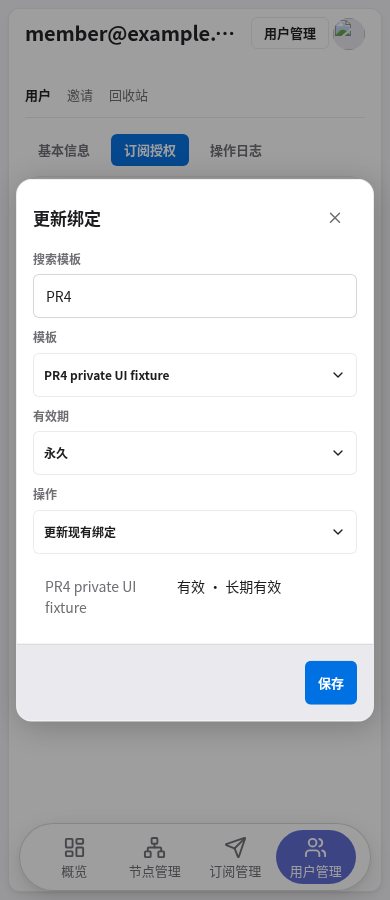 member@example.···
用户管理
用户 邀请 回收站
基本信息 订阅授权 操作日志
更新绑定
搜索模板
PR4
模板
PR4 private UI fixture
有效期
永久
操作
更新现有绑定
PR4 private UI fixture
有效 · 长期有效
保存
概览 节点管理 订阅管理 用户管理